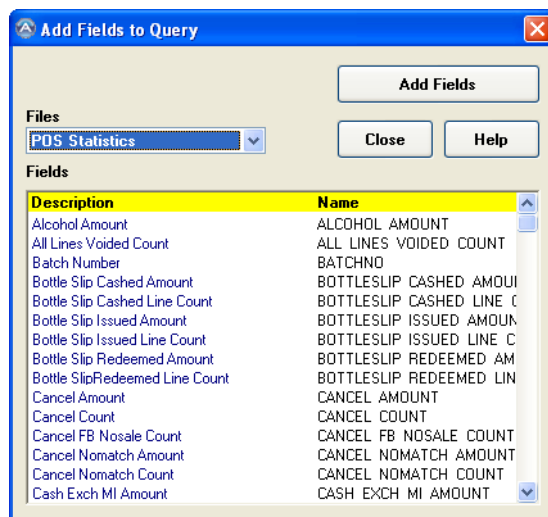 Add Fields to Query
Add Fields
Files
POS Statistics
Close Help
Fields
Description Name
Alcohol Amount ALCOHOL AMOUNT
All Lines Voided Count ALL LINES VOIDED COUNT
Batch Number BATCHNO
Bottle Slip Cashed Amount BOTTLESLIP CASHED AMOU
Bottle Slip Cashed Line Count BOTTLESLIP CASHED LINE C
Bottle Slip Issued Amount BOTTLESLIP ISSUED AMOUN
Bottle Slip Issued Line Count BOTTLESLIP ISSUED LINE C
Bottle Slip Redeemed Amount BOTTLESLIP REDEEMED AM
Bottle SlipRedeemed Line Count BOTTLESLIP REDEEMED LIN
Cancel Amount CANCEL AMOUNT
Cancel Count CANCEL COUNT
Cancel FB Nosale Count CANCEL FB NOSALE COUNT
Cancel Nomatch Amount CANCEL NOMATCH AMOUNT
Cancel Nomatch Count CANCEL NOMATCH COUNT
Cash Exch MI Amount CASH EXCH MI AMOUNT